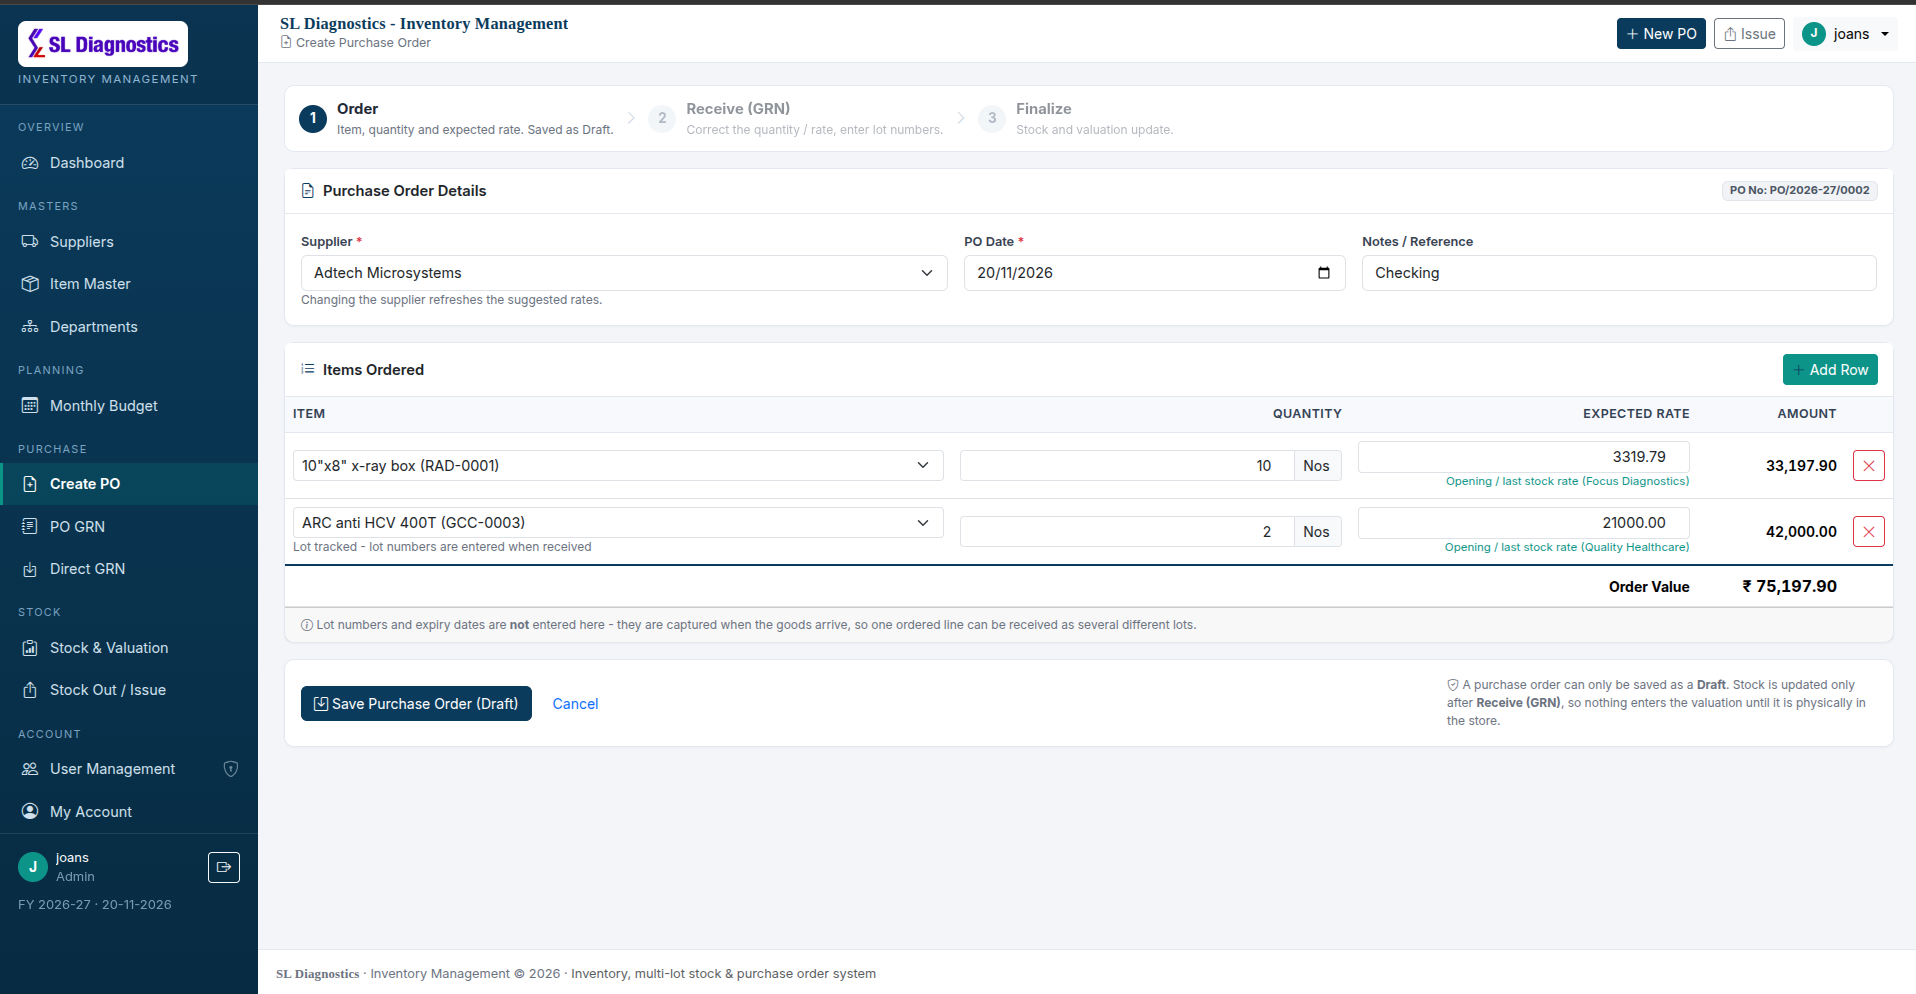 SL Diagnostics
INVENTORY MANAGEMENT
OVERVIEW
Dashboard
MASTERS
Suppliers
Item Master
Departments
PLANNING
Monthly Budget
PURCHASE
Create PO
PO GRN
Direct GRN
STOCK
Stock & Valuation
Stock Out / Issue
ACCOUNT
User Management
My Account
J
joans
Admin
FY 2026-27 · 20-11-2026
SL Diagnostics - Inventory Management
Create Purchase Order
+ New PO
Issue
J joans
1 Order
Item, quantity and expected rate. Saved as Draft.
2 Receive (GRN)
Correct the quantity / rate, enter lot numbers.
3 Finalize
Stock and valuation update.
Purchase Order Details
PO No: PO/2026-27/0002
Supplier *
Adtech Microsystems
Changing the supplier refreshes the suggested rates.
PO Date *
20/11/2026
Notes / Reference
Checking
Items Ordered
+ Add Row
ITEM QUANTITY EXPECTED RATE AMOUNT
10"x8" x-ray box (RAD-0001) 10 Nos 3319.79 33,197.90
Opening / last stock rate (Focus Diagnostics)
ARC anti HCV 400T (GCC-0003) 2 Nos 21000.00 42,000.00
Lot tracked - lot numbers are entered when received
Opening / last stock rate (Quality Healthcare)
Order Value ₹ 75,197.90
Lot numbers and expiry dates are not entered here - they are captured when the goods arrive, so one ordered line can be received as several different lots.
Save Purchase Order (Draft)
Cancel
A purchase order can only be saved as a Draft. Stock is updated only
after Receive (GRN), so nothing enters the valuation until it is physically in
the store.
SL Diagnostics · Inventory Management © 2026 · Inventory, multi-lot stock & purchase order system